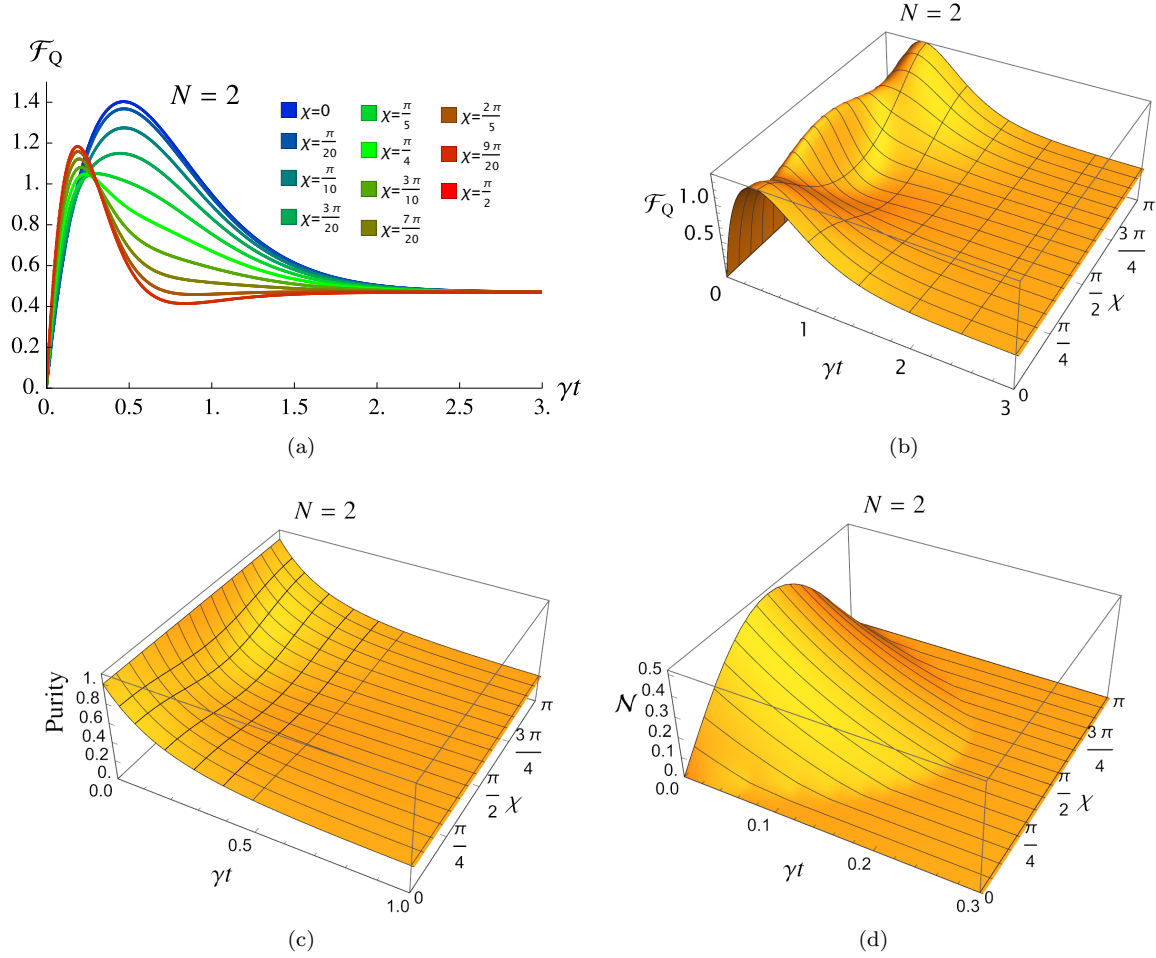 ℱ_Q
N = 2
χ=0
χ=π/20
χ=π/10
χ=3π/20
χ=π/5
χ=π/4
χ=3π/10
χ=7π/20
χ=2π/5
χ=9π/20
χ=π/2
1.4
1.2
1.
0.8
0.6
0.4
0.2
0.
0. 0.5 1. 1.5 2. 2.5 3. γt
(a)
N = 2
ℱ_Q
1.0
0.5
0 1 2 3
γt
0 π/4 π/2 3π/4 π
χ
(b)
N = 2
Purity
1.
0.8
0.6
0.4
0.2
0.
0.0 0.5 1.0
γt
0 π/4 π/2 3π/4 π
χ
(c)
N = 2
𝒩
0.5
0.4
0.3
0.2
0.1
0.
0.0 0.1 0.2 0.3
γt
0 π/4 π/2 3π/4 π
χ
(d)